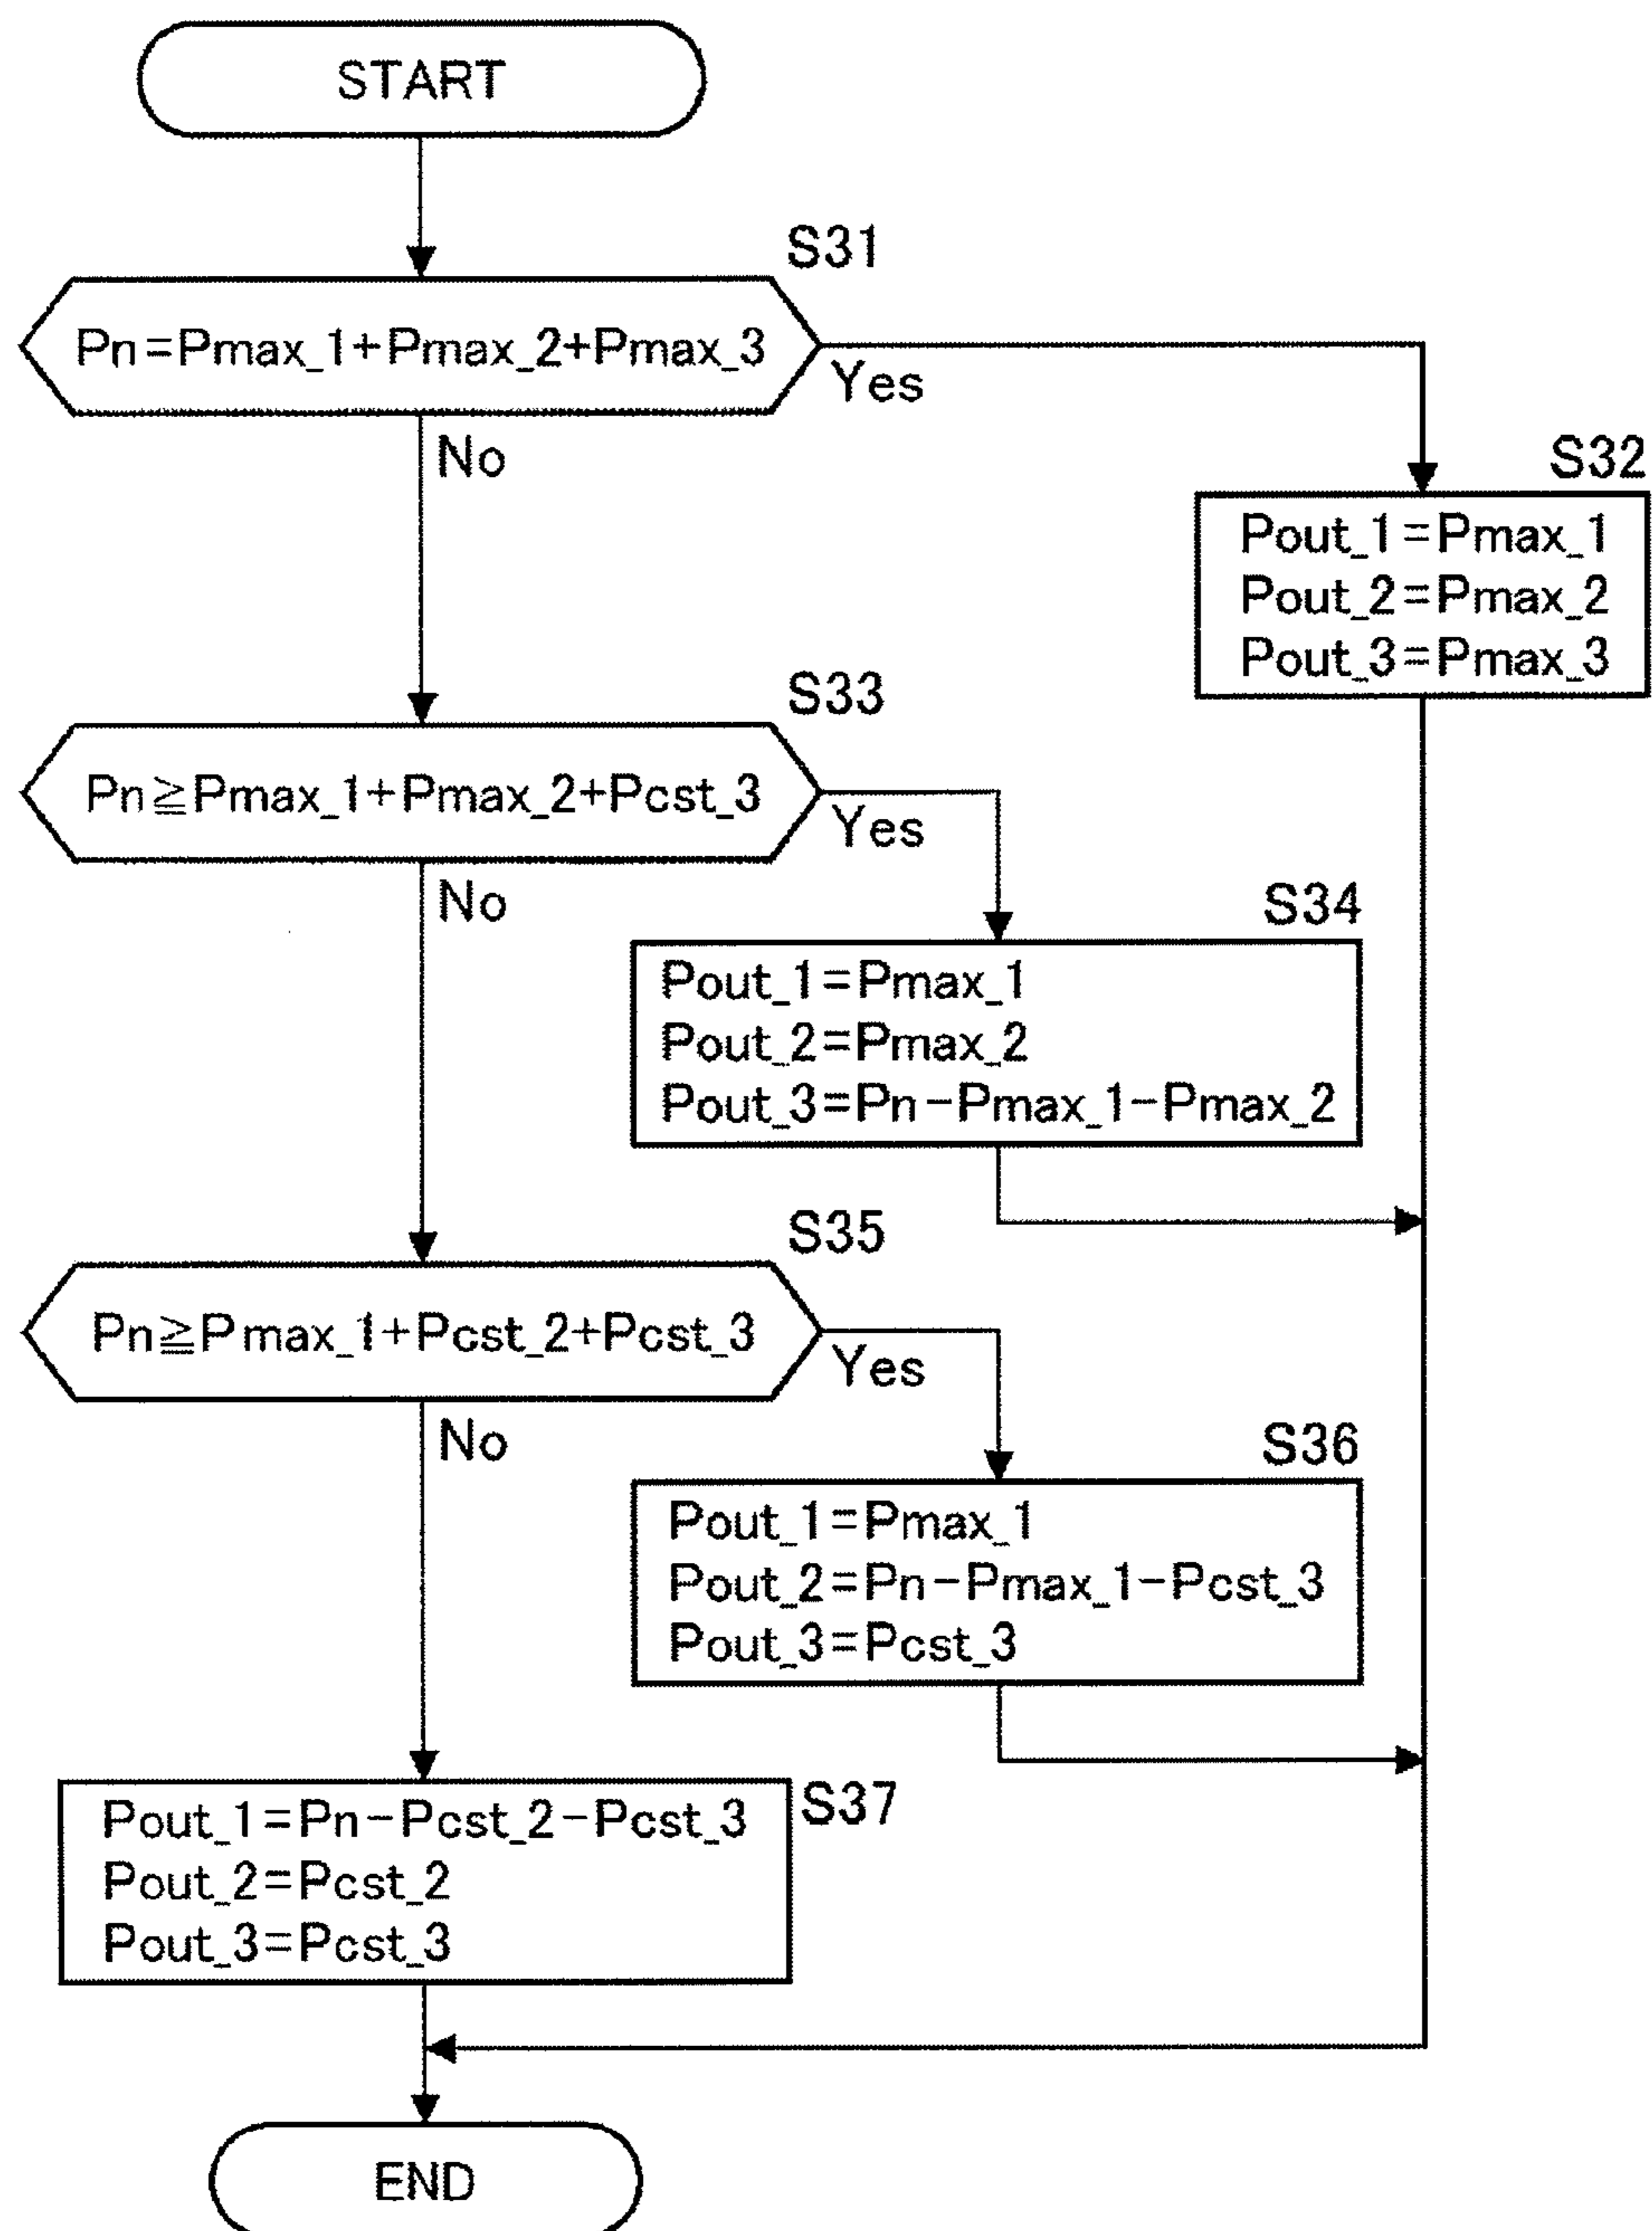 START
S31
Pn=Pmax_1+Pmax_2+Pmax_3
Yes
No
S32
Pout_1=Pmax_1
Pout_2=Pmax_2
Pout_3=Pmax_3
S33
Pn≧Pmax_1+Pmax_2+Pcst_3
Yes
No
S34
Pout_1=Pmax_1
Pout_2=Pmax_2
Pout_3=Pn-Pmax_1-Pmax_2
S35
Pn≧Pmax_1+Pcst_2+Pcst_3
Yes
No
S36
Pout_1=Pmax_1
Pout_2=Pn-Pmax_1-Pcst_3
Pout_3=Pcst_3
S37
Pout_1=Pn-Pcst_2-Pcst_3
Pout_2=Pcst_2
Pout_3=Pcst_3
END